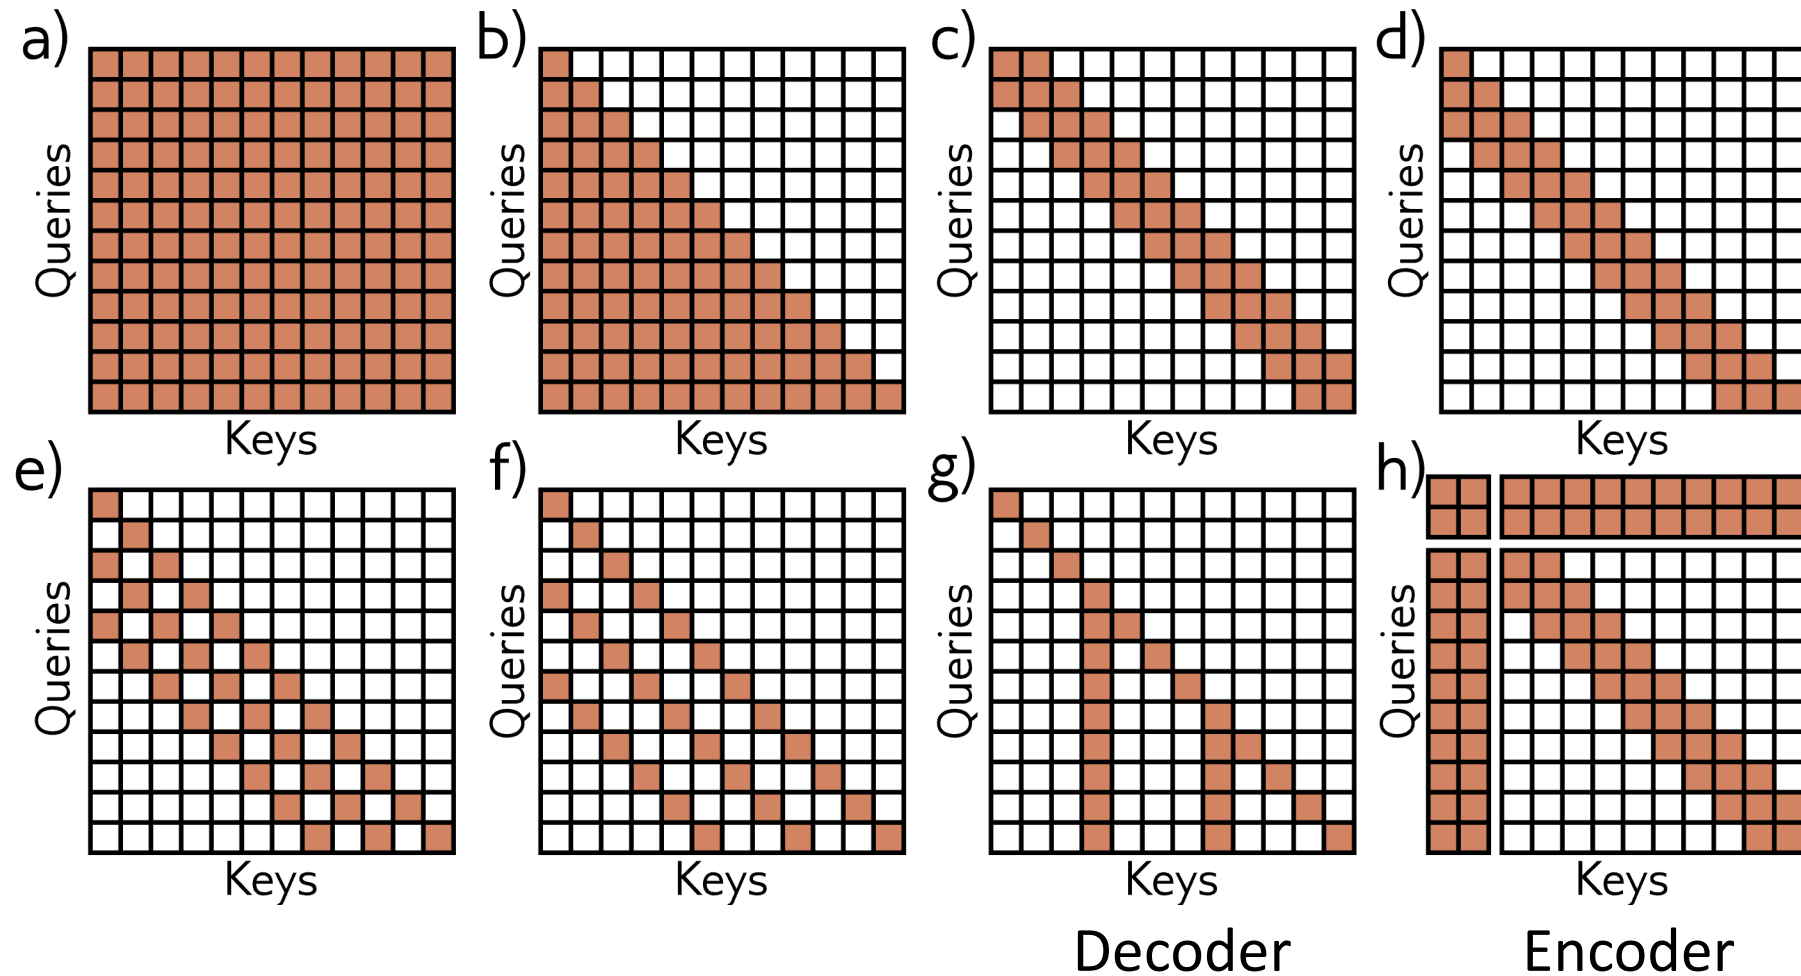 a)
b)
c)
d)
Queries
Queries
Queries
Queries
Keys
Keys
Keys
Keys
e)
f)
g)
h)
Queries
Queries
Queries
Queries
Keys
Keys
Keys
Keys
Decoder
Encoder